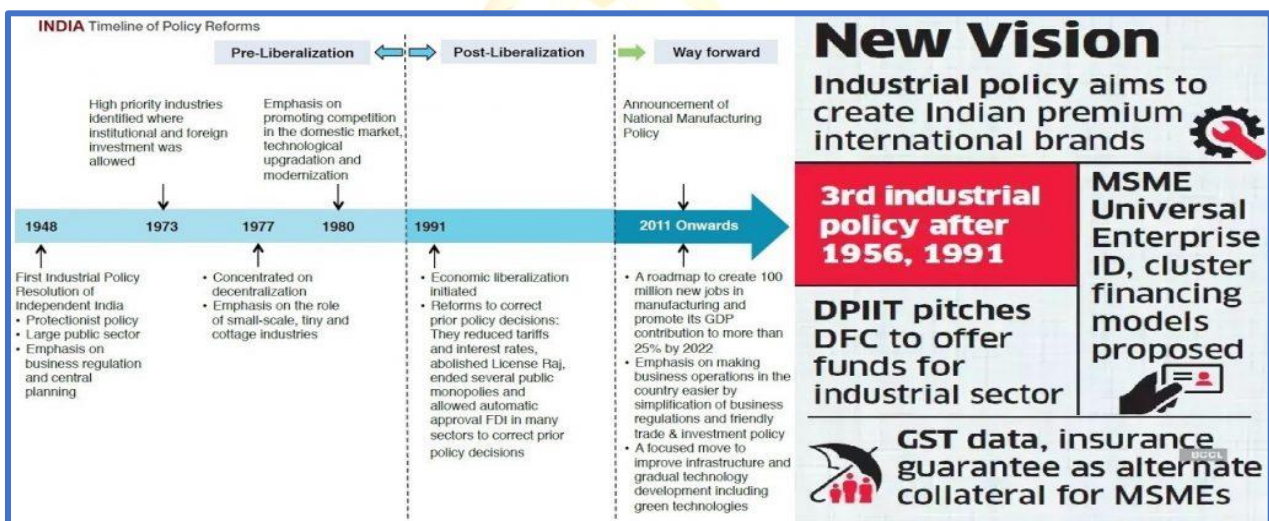 INDIA Timeline of Policy Reforms
Pre-Liberalization
Post-Liberalization
Way forward
High priority industries
identified where
institutional and foreign
investment was
allowed
Emphasis on
promoting competition
in the domestic market,
technological
upgradation and
modernization
Announcement of
National Manufacturing
Policy
1948
1973
1977
1980
1991
2011 Onwards
First Industrial Policy
Resolution of
Independent India
• Protectionist policy
• Large public sector
• Emphasis on
business regulation
and central
planning
• Concentrated on
decentralization
• Emphasis on the role
of small-scale, tiny and
cottage industries
• Economic liberalization
initiated
• Reforms to correct
prior policy decisions:
They reduced tariffs
and interest rates,
abolished License Raj,
ended several public
monopolies and
allowed automatic
approval FDI in many
sectors to correct prior
policy decisions
• A roadmap to create 100
million new jobs in
manufacturing and
promote its GDP
contribution to more than
25% by 2022
• Emphasis on making
business operations in the
country easier by
simplification of business
regulations and friendly
trade & investment policy
• A focused move to
improve infrastructure and
gradual technology
development including
green technologies
New Vision
Industrial policy aims to
create Indian premium
international brands
3rd industrial
policy after
1956, 1991
MSME
Universal
Enterprise
ID, cluster
financing
models
proposed
DPIIT pitches
DFC to offer
funds for
industrial sector
GST data, insurance
guarantee as alternate
collateral for MSMEs
BCCL